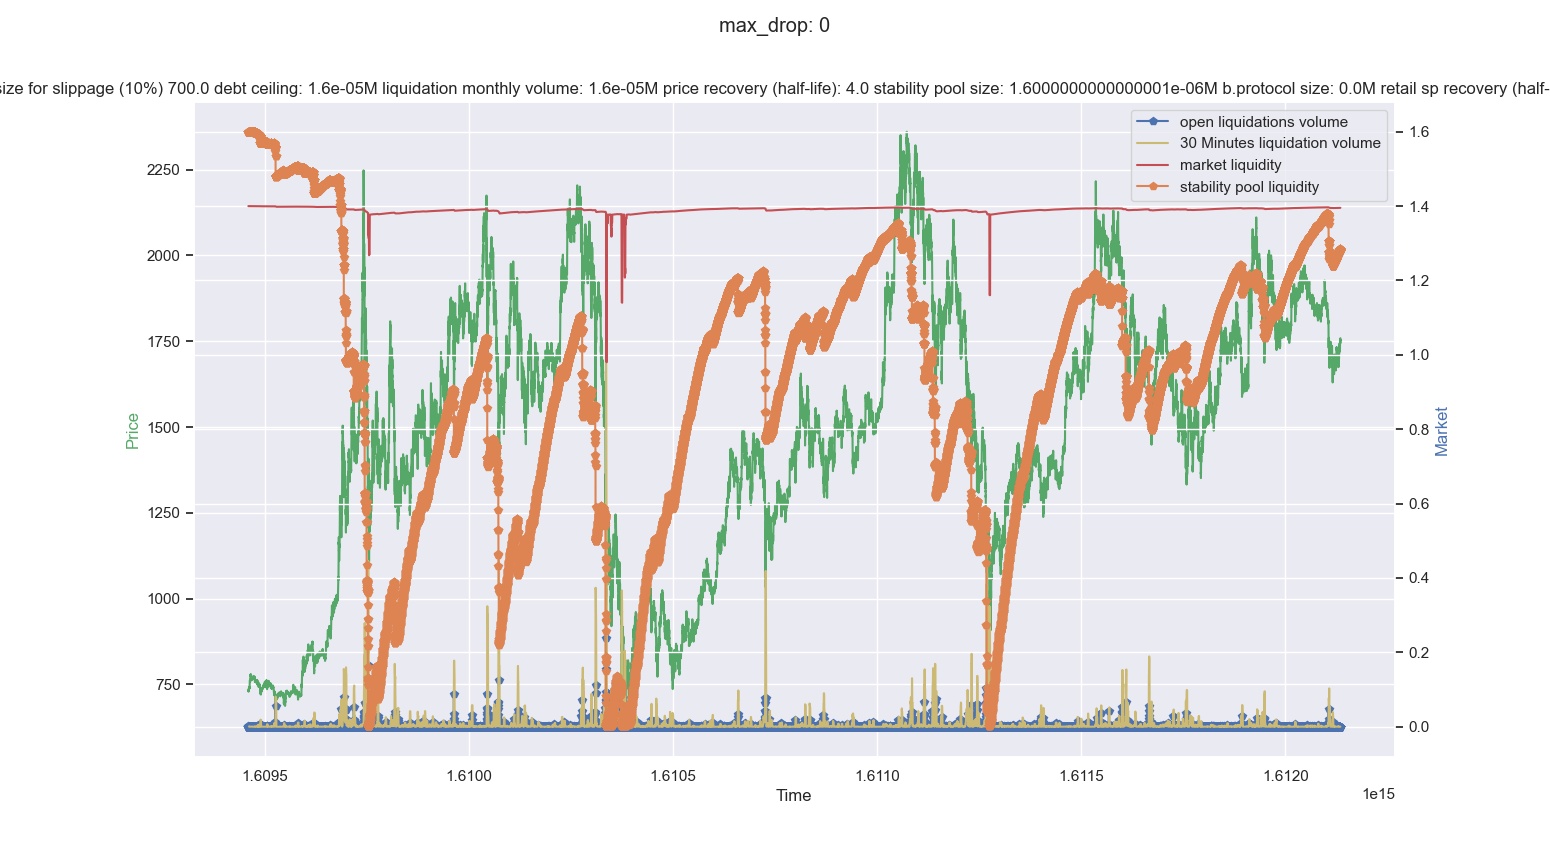 max_drop: 0
size for slippage (10%) 700.0 debt ceiling: 1.6e-05M liquidation monthly volume: 1.6e-05M price recovery (half-life): 4.0 stability pool size: 1.6000000000000001e-06M b.protocol size: 0.0M retail sp recovery (half-
open liquidations volume
30 Minutes liquidation volume
market liquidity
stability pool liquidity
2250
2000
1750
1500
1250
1000
750
Price
1.6
1.4
1.2
1.0
0.8
0.6
0.4
0.2
0.0
Market
1.6095
1.6100
1.6105
1.6110
1.6115
1.6120
Time
1e15